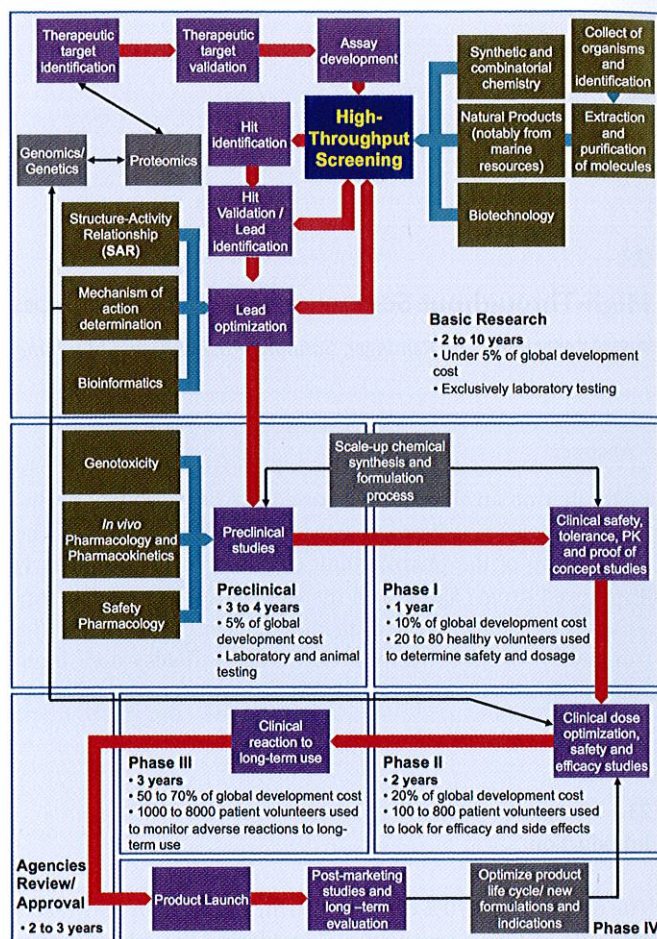 Therapeutic
target
identification
Therapeutic
target
validation
Assay
development
Synthetic and
combinatorial
chemistry
Collect of
organisms and
identification
High-
Throughput
Screening
Hit
identification
Natural Products
(notably from
marine
resources)
Extraction
and
purification
of molecules
Genomics/
Genetics
Proteomics
Biotechnology
Structure-Activity
Relationship
(SAR)
Hit
Validation /
Lead
identification
Mechanism of
action
determination
Lead
optimization
Bioinformatics
Basic Research
• 2 to 10 years
• Under 5% of global development
cost
• Exclusively laboratory testing
Genotoxicity
Scale-up chemical
synthesis and
formulation
process
In vivo
Pharmacology and
Pharmacokinetics
Preclinical
studies
Clinical safety,
tolerance, PK
and proof of
concept studies
Safety
Pharmacology
Preclinical
• 3 to 4 years
• 5% of global
development cost
• Laboratory and animal
testing
Phase I
• 1 year
• 10% of global development cost
• 20 to 80 healthy volunteers used
to determine safety and dosage
Clinical
reaction to
long-term use
Clinical dose
optimization,
safety and
efficacy studies
Phase III
• 3 years
• 50 to 70% of global development cost
• 1000 to 8000 patient volunteers used
to monitor adverse reactions to long-
term use
Phase II
• 2 years
• 20% of global development cost
• 100 to 800 patient volunteers used
to look for efficacy and side effects
Agencies
Review/
Approval
• 2 to 3 years
Product Launch
Post-marketing
studies and
long –term
evaluation
Optimize product
life cycle/ new
formulations and
indications
Phase IV